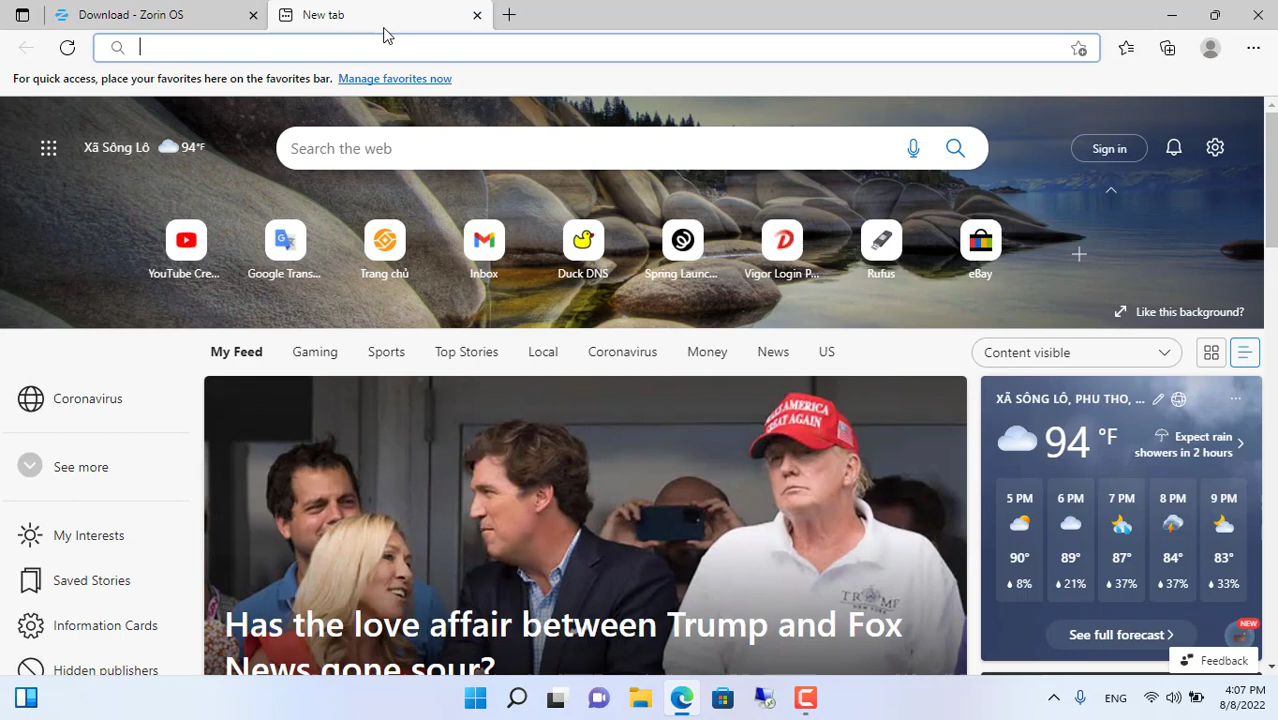 Download - Zorin OS
New tab
For quick access, place your favorites here on the favorites bar. Manage favorites now
Xã Sông Lô 94°F
Search the web
Sign in
YouTube Cre...
Google Trans...
Trang chủ
Inbox
Duck DNS
Spring Launc...
Vigor Login P...
Rufus
eBay
Like this background?
My Feed
Gaming
Sports
Top Stories
Local
Coronavirus
Money
News
US
Content visible
Coronavirus
See more
My Interests
Saved Stories
Information Cards
Hidden publishers
MAKE AMERICA
GREAT AGAIN
TRUMP
Has the love affair between Trump and Fox
News gone sour?
XÃ SÔNG LÔ, PHU THO, ...
94 °F
Expect rain
showers in 2 hours
5 PM
6 PM
7 PM
8 PM
9 PM
90°
89°
87°
84°
83°
8%
21%
37%
37%
33%
See full forecast
NEW
Feedback
ENG
4:07 PM
8/8/2022